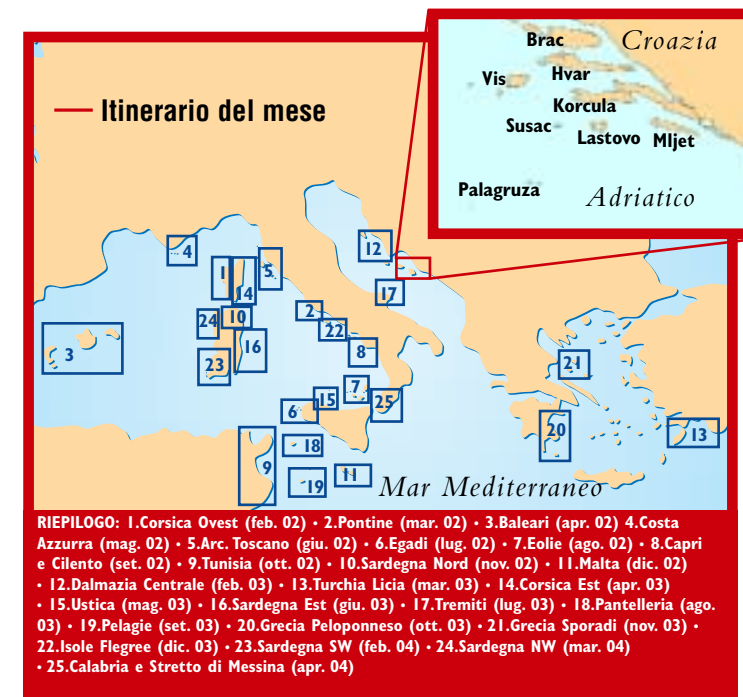 Brac
Croazia
Vis
Hvar
Korcula
Susac
Lastovo
Mljet
Palagruza
Adriatico
Itinerario del mese
4
12
1
5
14
17
2
10
24
22
3
16
8
23
21
7
15
25
6
20
13
18
9
11
19
Mar Mediterraneo
RIEPILOGO: 1.Corsica Ovest (feb. 02) • 2.Pontine (mar. 02) • 3.Baleari (apr. 02) 4.Costa
Azzurra (mag. 02) • 5.Arc. Toscano (giu. 02) • 6.Egadi (lug. 02) • 7.Eolie (ago. 02) • 8.Capri
e Cilento (set. 02) • 9.Tunisia (ott. 02) • 10.Sardegna Nord (nov. 02) • 11.Malta (dic. 02)
• 12.Dalmazia Centrale (feb. 03) • 13.Turchia Licia (mar. 03) • 14.Corsica Est (apr. 03)
• 15.Ustica (mag. 03) • 16.Sardegna Est (giu. 03) • 17.Tremiti (lug. 03) • 18.Pantelleria (ago.
03) • 19.Pelagie (set. 03) • 20.Grecia Peloponneso (ott. 03) • 21.Grecia Sporadi (nov. 03) •
22.Isole Flegree (dic. 03) • 23.Sardegna SW (feb. 04) • 24.Sardegna NW (mar. 04)
• 25.Calabria e Stretto di Messina (apr. 04)